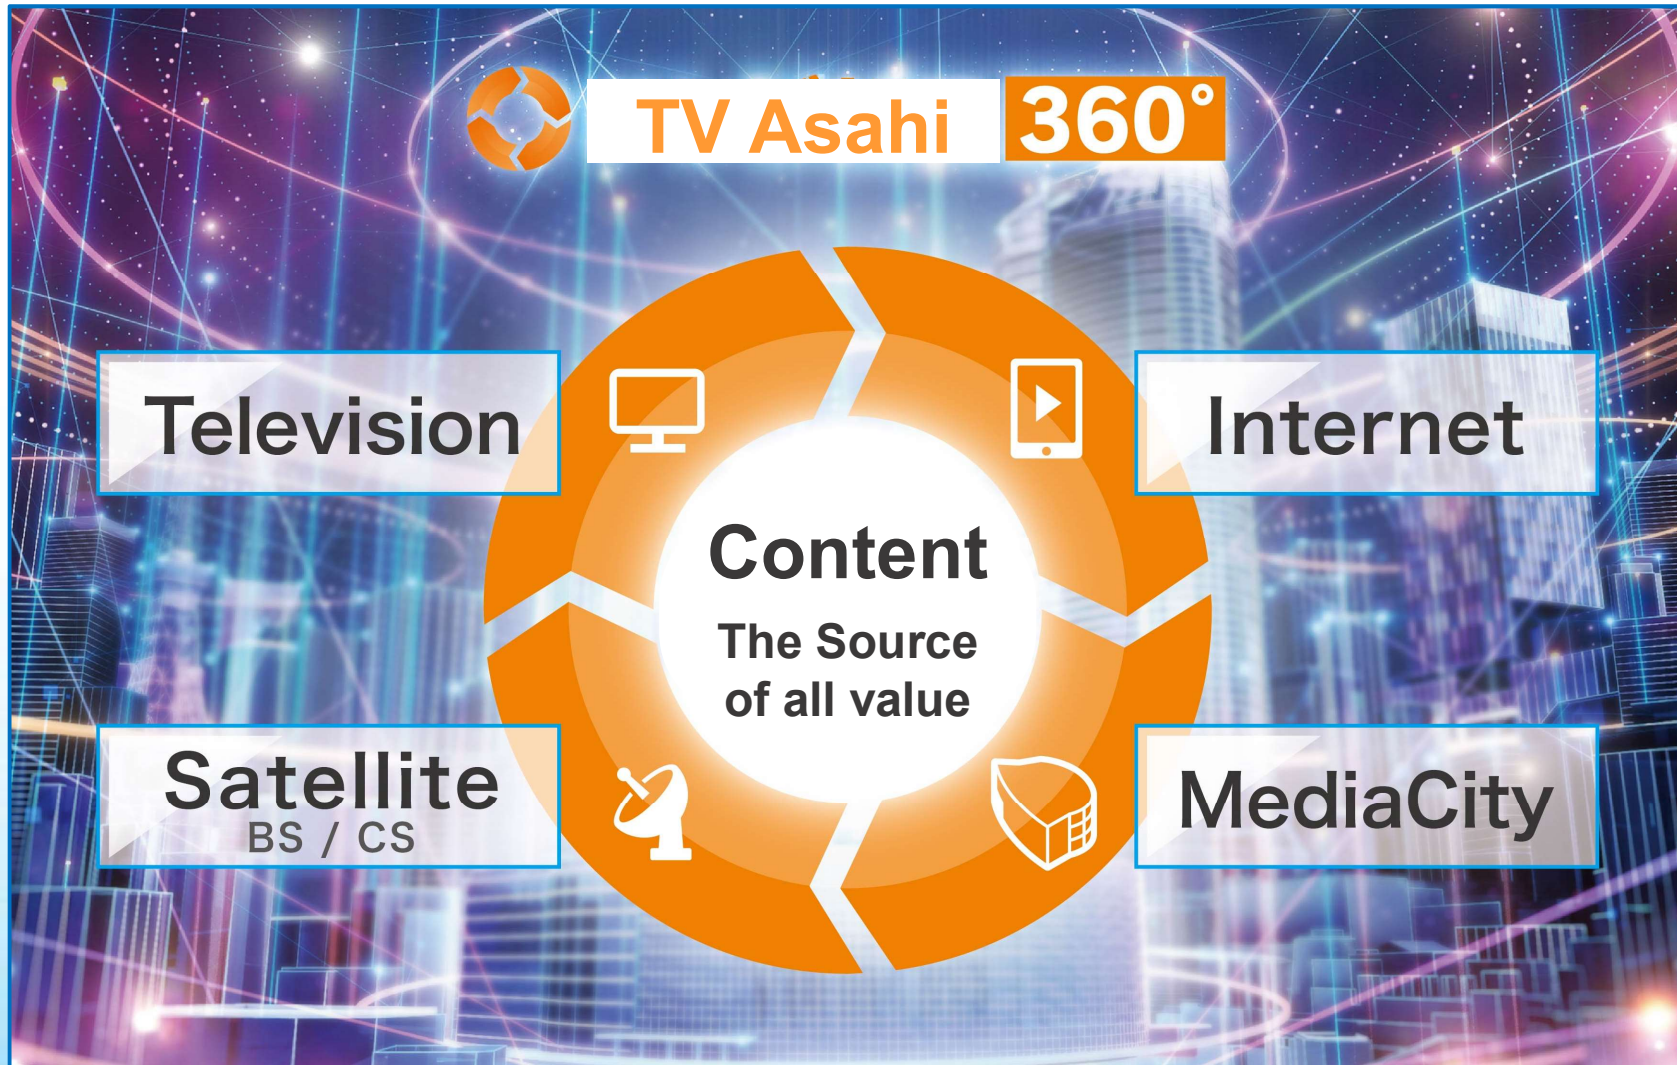 TV Asahi 360°
Television
Internet
Content
The Source
of all value
Satellite
BS / CS
MediaCity